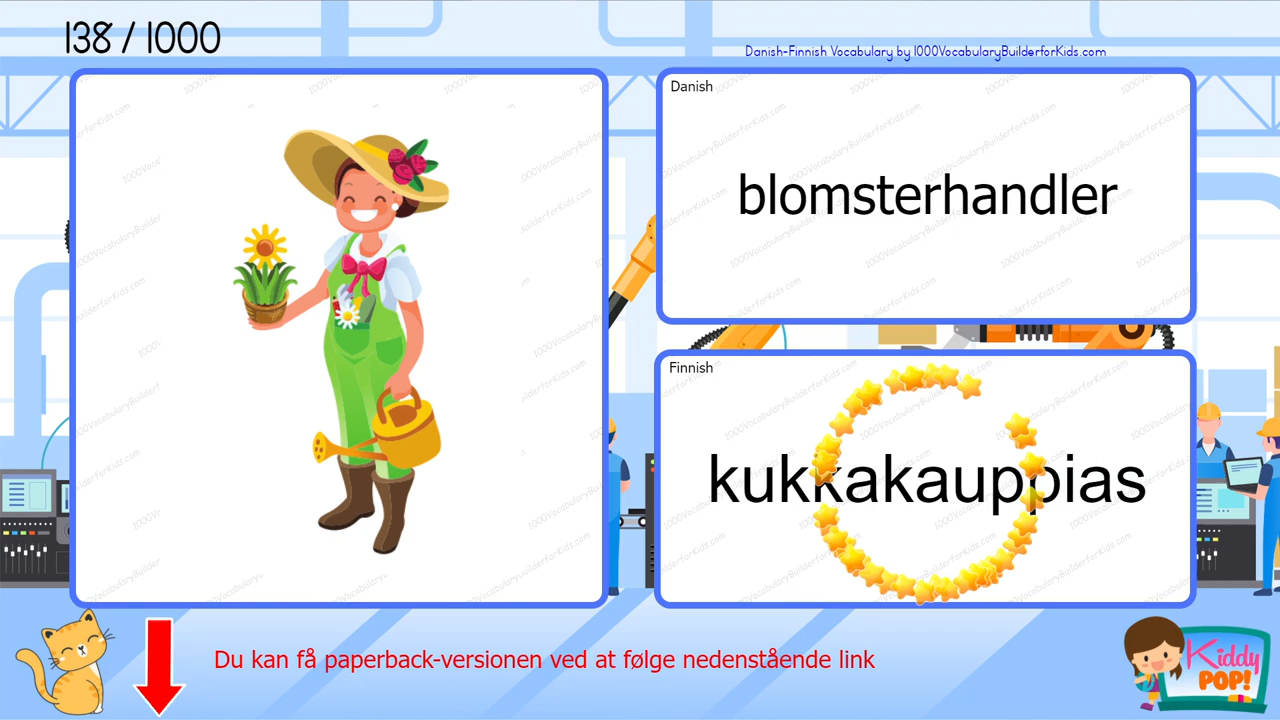 138 / 1000
Danish-Finnish Vocabulary by 1000VocabularyBuilderforKids.com
Danish
blomsterhandler
Finnish
kukkakauppias
Du kan få paperback-versionen ved at følge nedenstående link
Kiddy
POP!